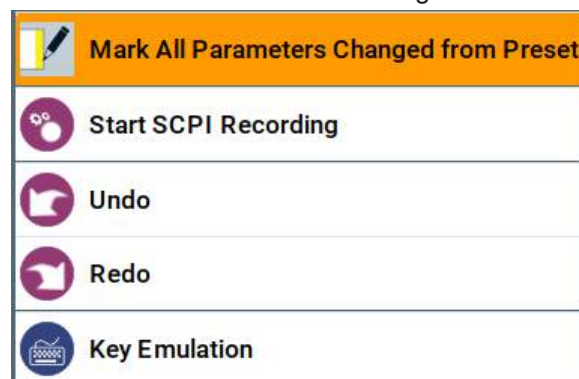 Mark All Parameters Changed from Preset
Start SCPI Recording
Undo
Redo
Key Emulation